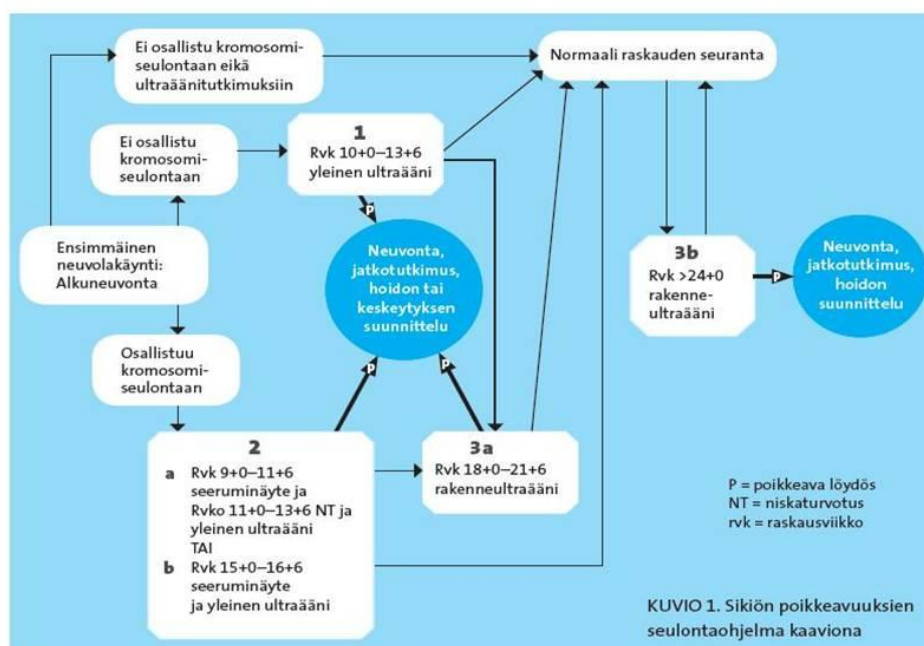 Ei osallistu kromosomi-
seulontaan eikä
ultraäänitutkimuksiin
Normaali raskauden seuranta
Ei osallistu
kromosomi-
seulontaan
1
Rvk 10+0–13+6
yleinen ultraääni
P
Ensimmäinen
neuvolakäynti:
Alkuneuvonta
Neuvonta,
jatkotutkimus,
hoidon tai
keskeytyksen
suunnittelu
3b
Rvk >24+0
rakenne-
ultraääni
P
Neuvonta,
jatkotutkimus,
hoidon
suunnittelu
Osallistuu
kromosomi-
seulontaan
P
P
2
a Rvk 9+0–11+6
seeruminäyte ja
Rvko 11+0–13+6 NT ja
yleinen ultraääni
TAI
b Rvk 15+0–16+6
seeruminäyte
ja yleinen ultraääni
3a
Rvk 18+0–21+6
rakenneultraääni
P = poikkeava löydös
NT = niskaturvotus
rvk = raskausviikko
KUVIO 1. Sikiön poikkeavuuksien
seulontaohjelma kaaviona